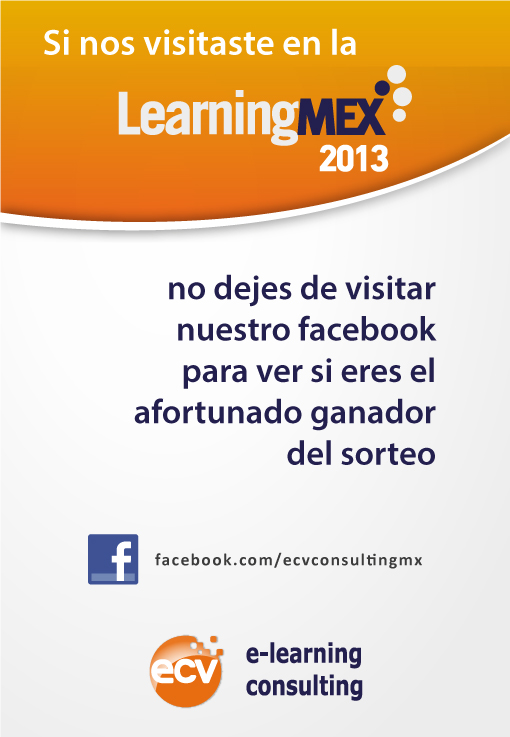 Si nos visitaste en la
LearningMEX
2013
no dejes de visitar
nuestro facebook
para ver si eres el
afortunado ganador
del sorteo
f facebook.com/ecvconsultingmx
ecv e-learning
consulting